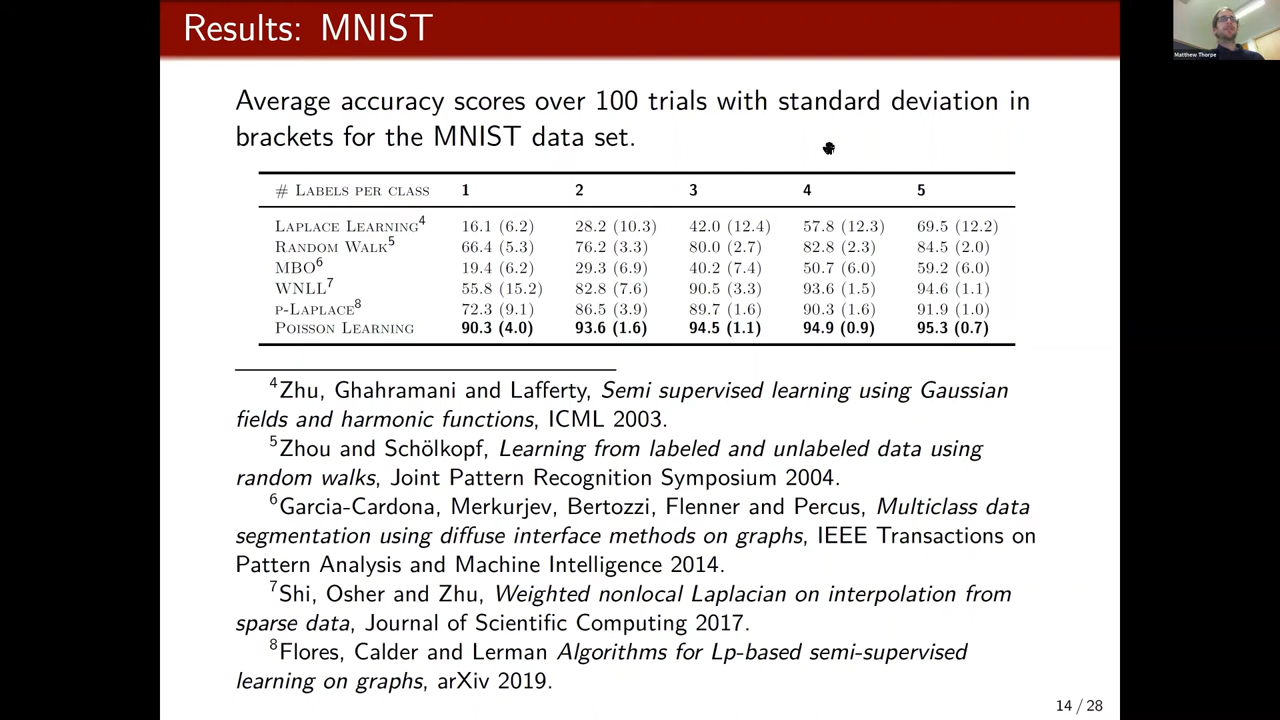 Results: MNIST
Matthew Thorpe
Average accuracy scores over 100 trials with standard deviation in
brackets for the MNIST data set.
# Labels per class 1 2 3 4 5
Laplace Learning4 16.1 (6.2) 28.2 (10.3) 42.0 (12.4) 57.8 (12.3) 69.5 (12.2)
Random Walk5 66.4 (5.3) 76.2 (3.3) 80.0 (2.7) 82.8 (2.3) 84.5 (2.0)
MBO6 19.4 (6.2) 29.3 (6.9) 40.2 (7.4) 50.7 (6.0) 59.2 (6.0)
WNLL7 55.8 (15.2) 82.8 (7.6) 90.5 (3.3) 93.6 (1.5) 94.6 (1.1)
p-Laplace8 72.3 (9.1) 86.5 (3.9) 89.7 (1.6) 90.3 (1.6) 91.9 (1.0)
Poisson Learning 90.3 (4.0) 93.6 (1.6) 94.5 (1.1) 94.9 (0.9) 95.3 (0.7)
4Zhu, Ghahramani and Lafferty, Semi supervised learning using Gaussian
fields and harmonic functions, ICML 2003.
5Zhou and Schölkopf, Learning from labeled and unlabeled data using
random walks, Joint Pattern Recognition Symposium 2004.
6Garcia-Cardona, Merkurjev, Bertozzi, Flenner and Percus, Multiclass data
segmentation using diffuse interface methods on graphs, IEEE Transactions on
Pattern Analysis and Machine Intelligence 2014.
7Shi, Osher and Zhu, Weighted nonlocal Laplacian on interpolation from
sparse data, Journal of Scientific Computing 2017.
8Flores, Calder and Lerman Algorithms for Lp-based semi-supervised
learning on graphs, arXiv 2019.
14 / 28